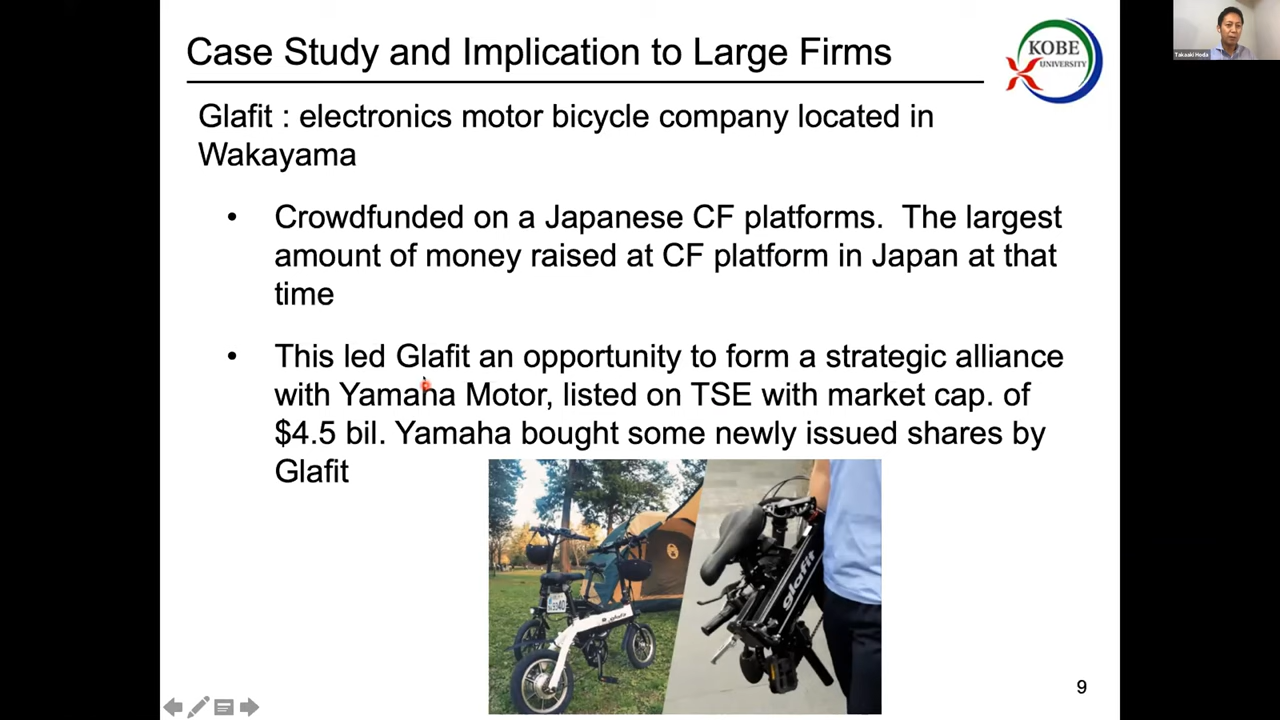 Case Study and Implication to Large Firms
KOBE
UNIVERSITY
Takaaki Hoda
Glafit : electronics motor bicycle company located in
Wakayama
• Crowdfunded on a Japanese CF platforms. The largest
amount of money raised at CF platform in Japan at that
time
• This led Glafit an opportunity to form a strategic alliance
with Yamaha Motor, listed on TSE with market cap. of
$4.5 bil. Yamaha bought some newly issued shares by
Glafit
glafit
glafit
9